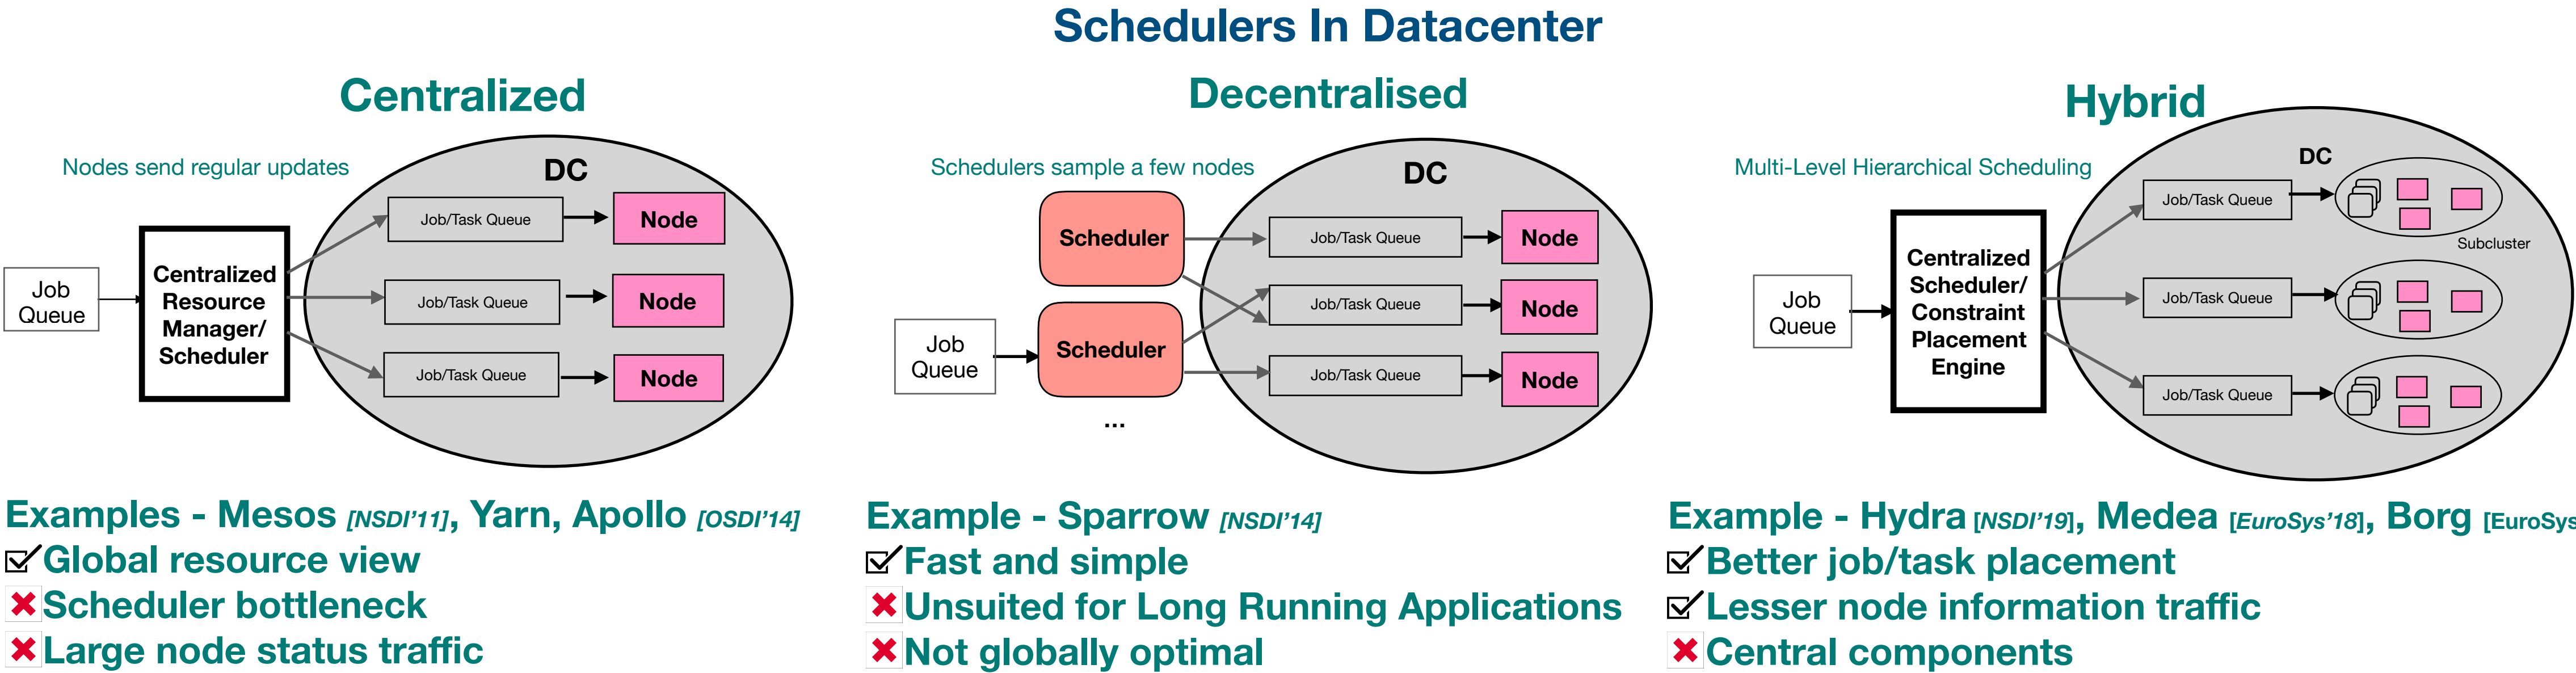 Schedulers In Datacenter
Centralized
Nodes send regular updates
DC
Job
Queue
Centralized
Resource
Manager/
Scheduler
Job/Task Queue
Node
Job/Task Queue
Node
Job/Task Queue
Node
Examples - Mesos [NSDI’11], Yarn, Apollo [OSDI’14]
Global resource view
Scheduler bottleneck
Large node status traffic
Decentralised
Schedulers sample a few nodes
DC
Job
Queue
Scheduler
Scheduler
...
Job/Task Queue
Node
Job/Task Queue
Node
Job/Task Queue
Node
Example - Sparrow [NSDI’14]
Fast and simple
Unsuited for Long Running Applications
Not globally optimal
Hybrid
Multi-Level Hierarchical Scheduling
DC
Job
Queue
Centralized
Scheduler/
Constraint
Placement
Engine
Job/Task Queue
Subcluster
Job/Task Queue
Job/Task Queue
Example - Hydra [NSDI’19], Medea [EuroSys’18], Borg [EuroSys
Better job/task placement
Lesser node information traffic
Central components